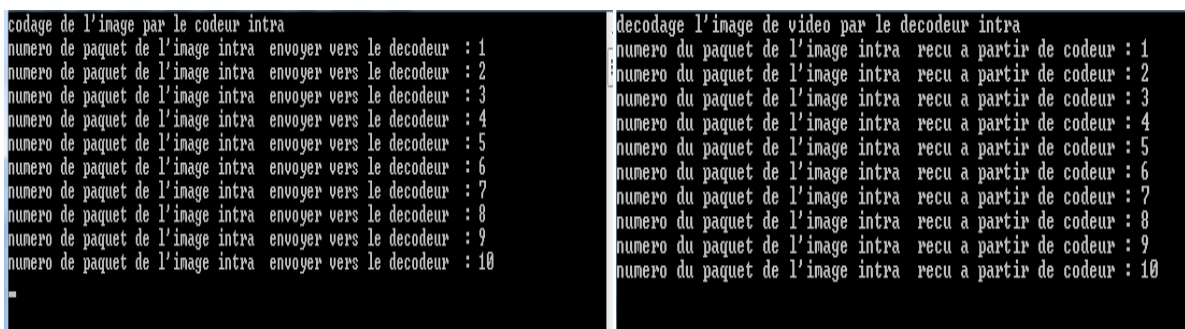 codage de l'image par le codeur intra
numero de paquet de l'image intra envoyer vers le decodeur : 1
numero de paquet de l'image intra envoyer vers le decodeur : 2
numero de paquet de l'image intra envoyer vers le decodeur : 3
numero de paquet de l'image intra envoyer vers le decodeur : 4
numero de paquet de l'image intra envoyer vers le decodeur : 5
numero de paquet de l'image intra envoyer vers le decodeur : 6
numero de paquet de l'image intra envoyer vers le decodeur : 7
numero de paquet de l'image intra envoyer vers le decodeur : 8
numero de paquet de l'image intra envoyer vers le decodeur : 9
numero de paquet de l'image intra envoyer vers le decodeur : 10
decodage l'image de video par le decodeur intra
numero du paquet de l'image intra recu a partir de codeur : 1
numero du paquet de l'image intra recu a partir de codeur : 2
numero du paquet de l'image intra recu a partir de codeur : 3
numero du paquet de l'image intra recu a partir de codeur : 4
numero du paquet de l'image intra recu a partir de codeur : 5
numero du paquet de l'image intra recu a partir de codeur : 6
numero du paquet de l'image intra recu a partir de codeur : 7
numero du paquet de l'image intra recu a partir de codeur : 8
numero du paquet de l'image intra recu a partir de codeur : 9
numero du paquet de l'image intra recu a partir de codeur : 10